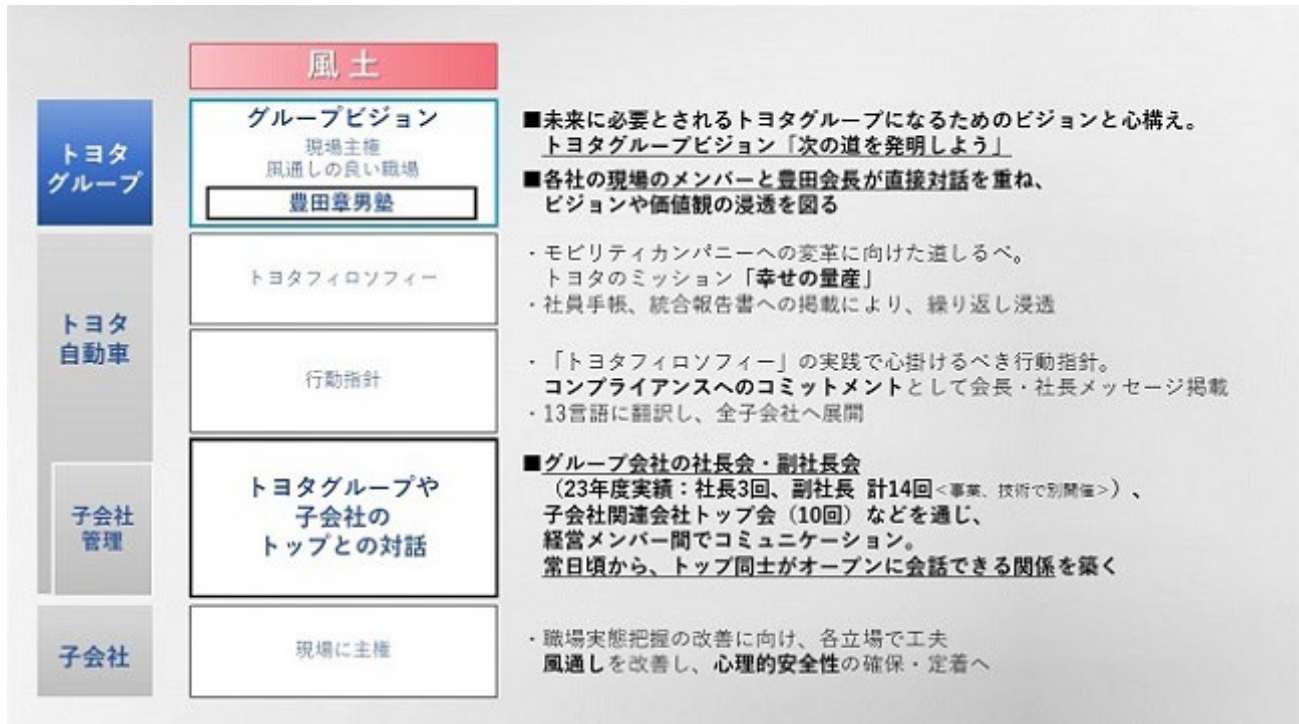 風土
トヨタ
グループ
グループビジョン
現場主権
風通しの良い職場
豊田章男塾
■未来に必要とされるトヨタグループになるためのビジョンと心構え。
トヨタグループビジョン「次の道を発明しよう」
■各社の現場のメンバーと豊田会長が直接対話を重ね、
ビジョンや価値観の浸透を図る
トヨタ
自動車
トヨタフィロソフィー
・モビリティカンパニーへの変革に向けた道しるべ。
トヨタのミッション「幸せの量産」
・社員手帳、統合報告書への掲載により、繰り返し浸透
行動指針
・「トヨタフィロソフィー」の実践で心掛けるべき行動指針。
コンプライアンスへのコミットメントとして会長・社長メッセージ掲載
・13言語に翻訳し、全子会社へ展開
子会社
管理
トヨタグループや
子会社の
トップとの対話
■グループ会社の社長会・副社長会
（23年度実績：社長3回、副社長 計14回<事業、技術で別開催>）、
子会社関連会社トップ会（10回）などを通じ、
経営メンバー間でコミュニケーション。
常日頃から、トップ同士がオープンに会話できる関係を築く
子会社
現場に主権
・職場実態把握の改善に向け、各立場で工夫
風通しを改善し、心理的安全性の確保・定着へ